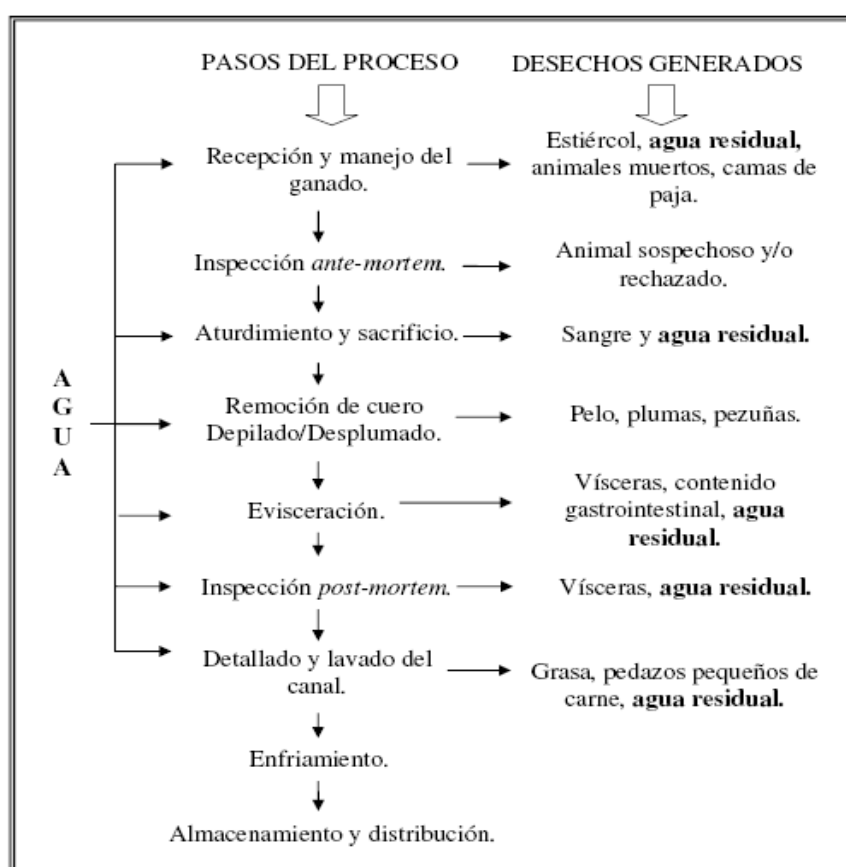 PASOS DEL PROCESO
DESECHOS GENERADOS
Recepción y manejo del
ganado.
Estiércol, agua residual,
animales muertos, camas de
paja.
Inspección ante-mortem.
Animal sospechoso y/o
rechazado.
Aturdimiento y sacrificio.
Sangre y agua residual.
A
G
U
A
Remoción de cuero
Depilado/Desplumado.
Pelo, plumas, pezuñas.
Evisceración.
Vísceras, contenido
gastrointestinal, agua
residual.
Inspección post-mortem.
Vísceras, agua residual.
Detallado y lavado del
canal.
Grasa, pedazos pequeños de
carne, agua residual.
Enfriamiento.
Almacenamiento y distribución.